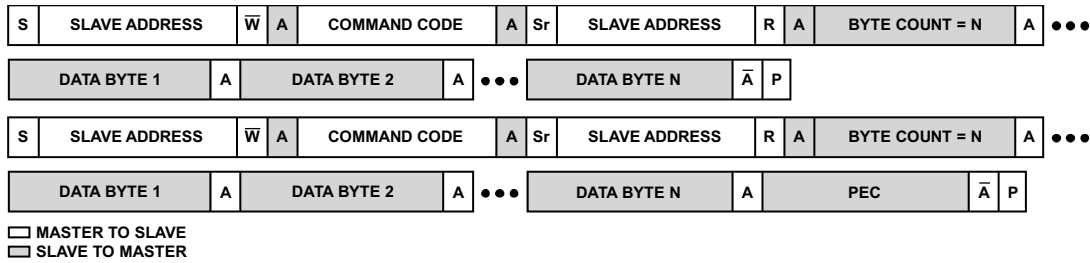 S SLAVE ADDRESS W̅ A COMMAND CODE A Sr SLAVE ADDRESS R A BYTE COUNT = N A •••
DATA BYTE 1 A DATA BYTE 2 A ••• DATA BYTE N A̅ P
S SLAVE ADDRESS W̅ A COMMAND CODE A Sr SLAVE ADDRESS R A BYTE COUNT = N A •••
DATA BYTE 1 A DATA BYTE 2 A ••• DATA BYTE N A PEC A̅ P
MASTER TO SLAVE
SLAVE TO MASTER